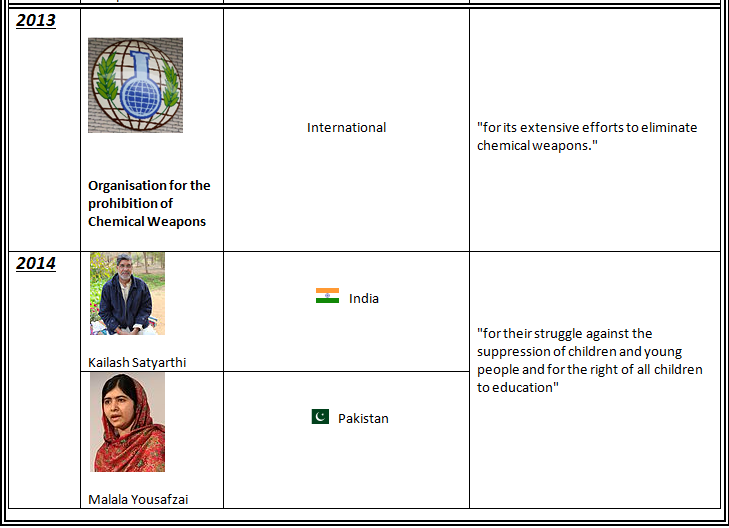 2013
Organisation for the
prohibition of
Chemical Weapons
International
"for its extensive efforts to eliminate
chemical weapons."
2014
Kailash Satyarthi
India
"for their struggle against the
suppression of children and young
people and for the right of all children
to education"
Malala Yousafzai
Pakistan